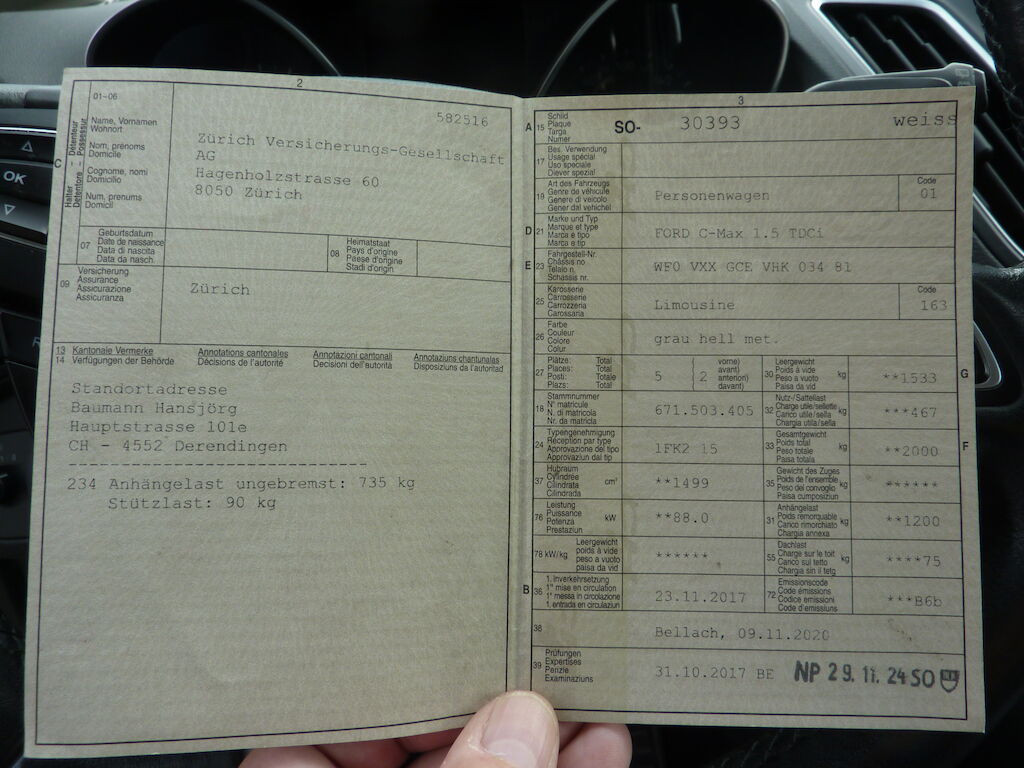 2
582516
C
Halter – Détenteur
Detentore – Possessur
01–06
Name, Vornamen
Wohnort
Nom, prénoms
Domicile
Cognome, nomi
Domicilio
Num, prenums
Domicil
Zürich Versicherungs-Gesellschaft
AG
Hagenholzstrasse 60
8050 Zürich
07
Geburtsdatum
Date de naissance
Data di nascita
Data da nasch.
08
Heimatstaat
Pays d'origine
Paese d'origine
Stadi d'origin
09
Versicherung
Assurance
Assicurazione
Assicuranza
Zürich
13 Kantonale Vermerke Annotations cantonales Annotazioni cantonali Annotaziuns chantunalas
14 Verfügungen der Behörde Décisions de l'autorité Decisioni dell'autorità Disposiziuns da l'autoritad
Standortadresse
Baumann Hansjörg
Hauptstrasse 101e
CH - 4552 Derendingen
234 Anhängelast ungebremst: 735 kg
Stützlast: 90 kg
3
A 15
Schild
Plaque
Targa
Numer
SO- 30393 weiss
17
Bes. Verwendung
Usage spécial
Uso speciale
Diever spezial
19
Art des Fahrzeugs
Genre de véhicule
Genere di veicolo
Gener dal vehichel
Personenwagen
Code
01
D 21
Marke und Typ
Marque et type
Marca e tipo
Marca e tip
FORD C-Max 1.5 TDCi
E 23
Fahrgestell-Nr.
Châssis no
Telaio n.
Schassis nr.
WF0 VXX GCE VHK 034 81
25
Karosserie
Carrosserie
Carrozzeria
Carossaria
Limousine
Code
163
26
Farbe
Couleur
Colore
Colur
grau hell met.
27
Plätze: Total
Places: Total
Posti: Totale
Plazs: Total
5 ( 2
vorne)
avant)
anteriori)
davant)
30
Leergewicht
Poids à vide
Peso a vuoto
Paisa da vid
kg
**1533
G
18
Stammnummer
N° matricule
N. di matricola
Nr. da matricla
671.503.405
32
Nutz-/Sattellast
Charge utile/sellette
Carico utile/sella
Chargia utila/sella
kg
***467
24
Typengenehmigung
Réception par type
Approvazione del tipo
Approvaziun dal tip
1FK2 15
33
Gesamtgewicht
Poids total
Peso totale
Paisa totala
kg
**2000
F
37
Hubraum
Cylindrée
Cilindrata
Cilindrada
cm³
**1499
35
Gewicht des Zuges
Poids de l'ensemble
Peso del convoglio
Paisa cumposiziun
kg
******
76
Leistung
Puissance
Potenza
Prestaziun
kW
**88.0
31
Anhängelast
Poids remorquable
Carico rimorchiato
Chargia annexa
kg
**1200
78 kW/kg
Leergewicht
poids à vide
peso a vuoto
paisa da vid
******
55
Dachlast
Charge sur le toit
Carico sul tetto
Chargia sin il tetg
kg
****75
B 36
1. Inverkehrsetzung
1re mise en circulation
1a messa in circolazione
1. entrada en circulaziun
23.11.2017
72
Emissionscode
Code émissions
Codice emissioni
Code d'emissiuns
***B6b
38
Bellach, 09.11.2020
39
Prüfungen
Expertises
Perizie
Examinaziuns
31.10.2017 BE
NP 29.11.24 SO
OK